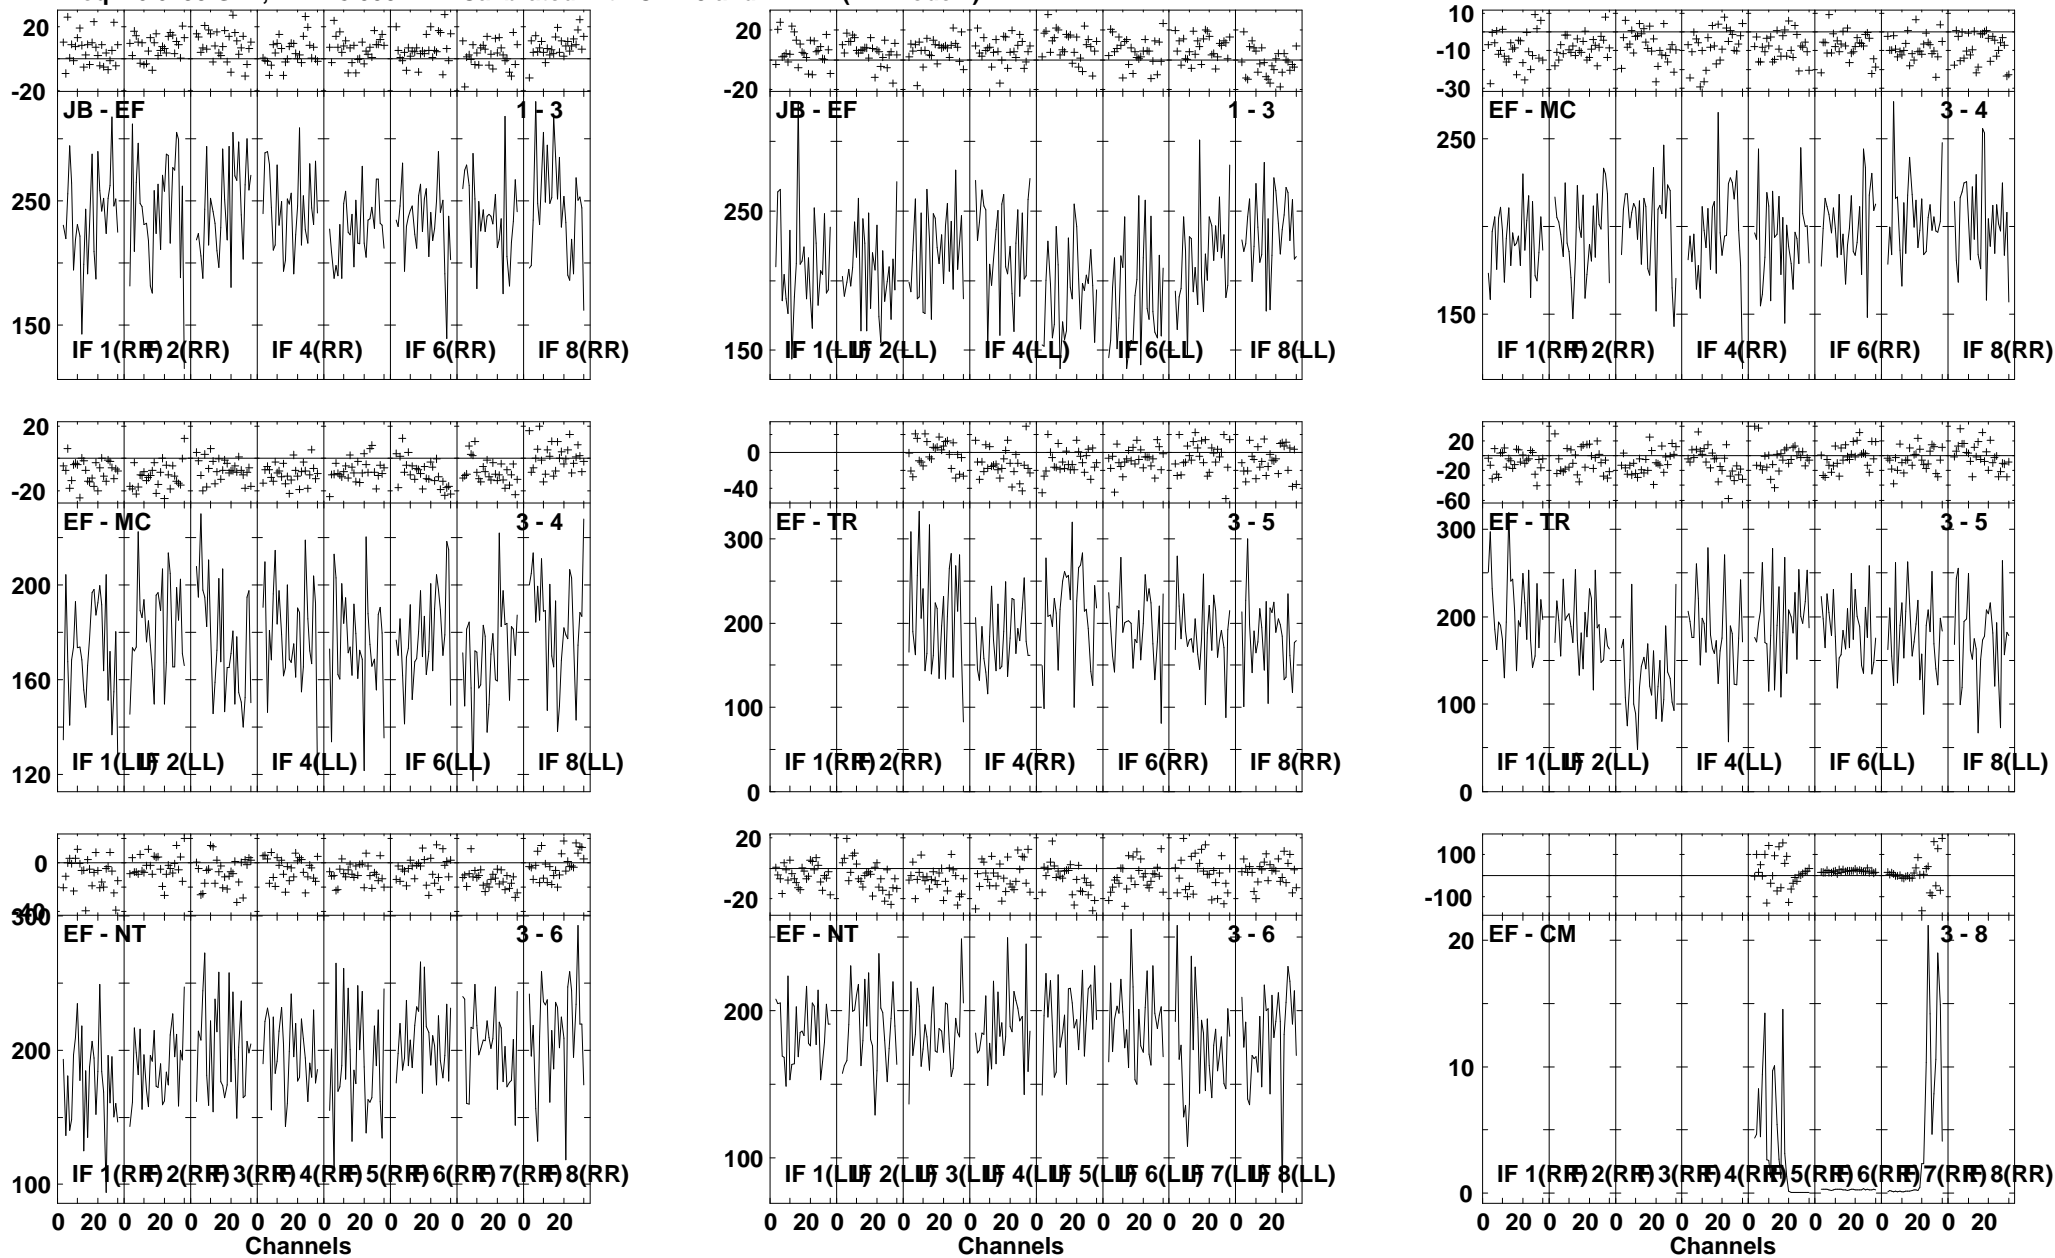 20
-20
JB - EF 1 - 3
250
150
IF 1(RR) IF 2(RR) IF 4(RR) IF 6(RR) IF 8(RR)
20
-20
JB - EF 1 - 3
250
150
IF 1(LL) IF 2(LL) IF 4(LL) IF 6(LL) IF 8(LL)
10
-10
-30
EF - MC 3 - 4
250
150
IF 1(RR) IF 2(RR) IF 4(RR) IF 6(RR) IF 8(RR)
20
-20
EF - MC 3 - 4
200
160
120
IF 1(LL) IF 2(LL) IF 4(LL) IF 6(LL) IF 8(LL)
0
-40
EF - TR 3 - 5
300
200
100
0
IF 1(RR) IF 2(RR) IF 4(RR) IF 6(RR) IF 8(RR)
20
-20
-60
EF - TR 3 - 5
300
200
100
0
IF 1(LL) IF 2(LL) IF 4(LL) IF 6(LL) IF 8(LL)
0
-40
300
EF - NT 3 - 6
200
100
IF 1(RR) IF 2(RR) IF 3(RR) IF 4(RR) IF 5(RR) IF 6(RR) IF 7(RR) IF 8(RR)
0 20 0 20 0 20 0 20 0 20 0 20 0 20 0 20
Channels
20
-20
EF - NT 3 - 6
200
100
IF 1(LL) IF 2(LL) IF 3(LL) IF 4(LL) IF 5(LL) IF 6(LL) IF 7(LL) IF 8(LL)
0 20 0 20 0 20 0 20 0 20 0 20 0 20 0 20
Channels
100
-100
EF - CM 3 - 8
20
10
0
IF 1(RR) IF 2(RR) IF 3(RR) IF 4(RR) IF 5(RR) IF 6(RR) IF 7(RR) IF 8(RR)
0 20 0 20 0 20 0 20 0 20 0 20 0 20 0 20
Channels